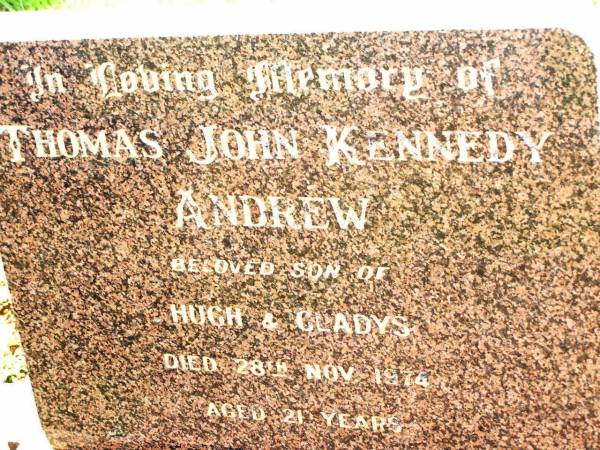 In Loving Memory of
THOMAS JOHN KENNEDY
ANDREW
BELOVED SON OF
HUGH & GLADYS
DIED 28TH NOV. 1974
AGED 21 YEARS